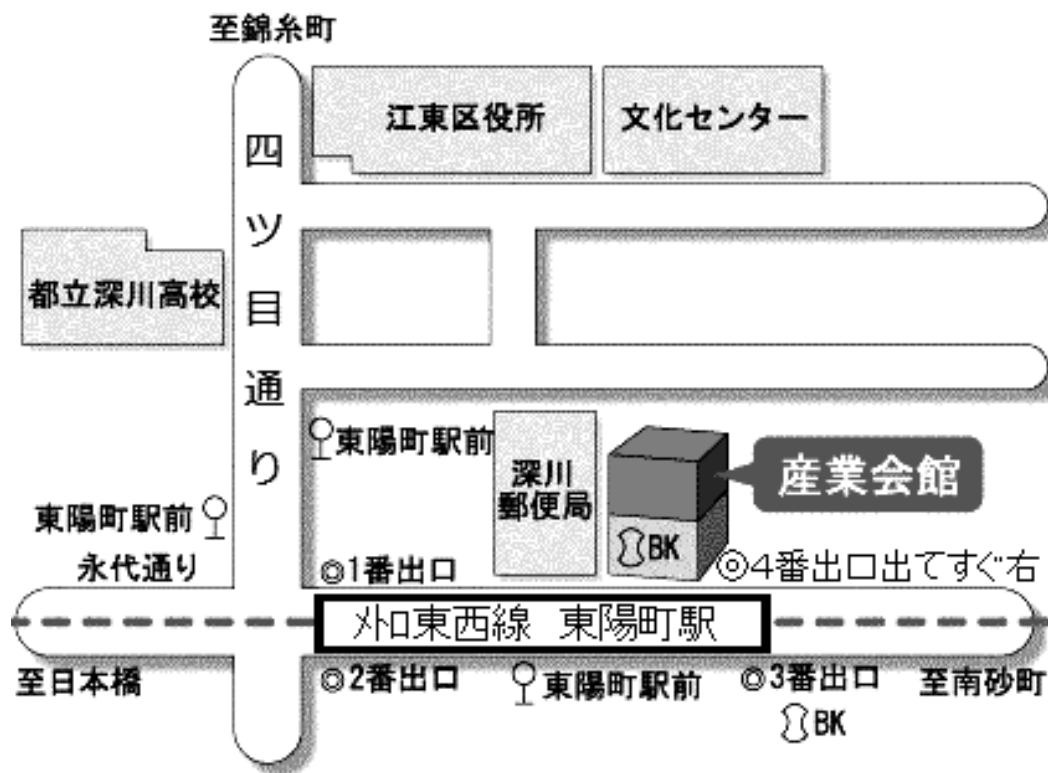 至錦糸町
江東区役所
文化センター
四ツ目通り
都立深川高校
東陽町駅前
深川
郵便局
産業会館
東陽町駅前
BK
永代通り
◎1番出口
◎4番出口出てすぐ右
メトロ東西線 東陽町駅
至日本橋
◎2番出口
東陽町駅前
◎3番出口
至南砂町
BK